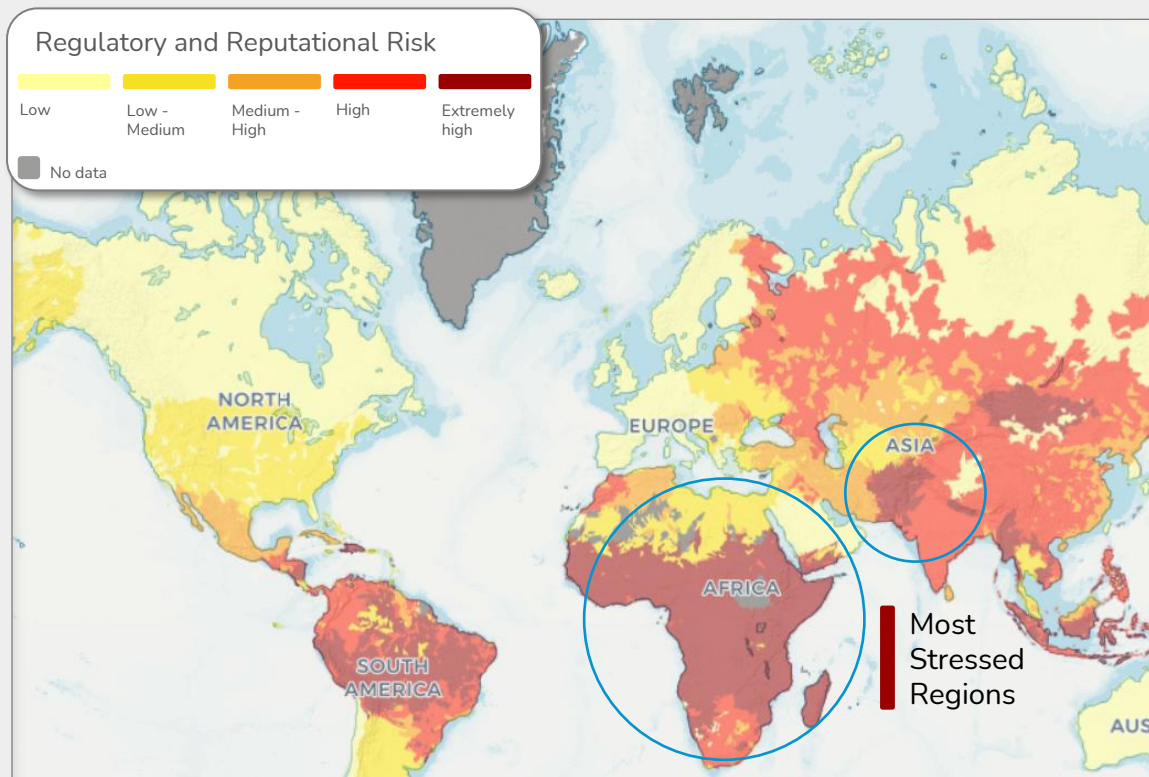 Regulatory and Reputational Risk
Low
Low -
Medium
Medium -
High
High
Extremely
high
No data
NORTH
AMERICA
EUROPE
ASIA
AFRICA
SOUTH
AMERICA
Most
Stressed
Regions
AUS